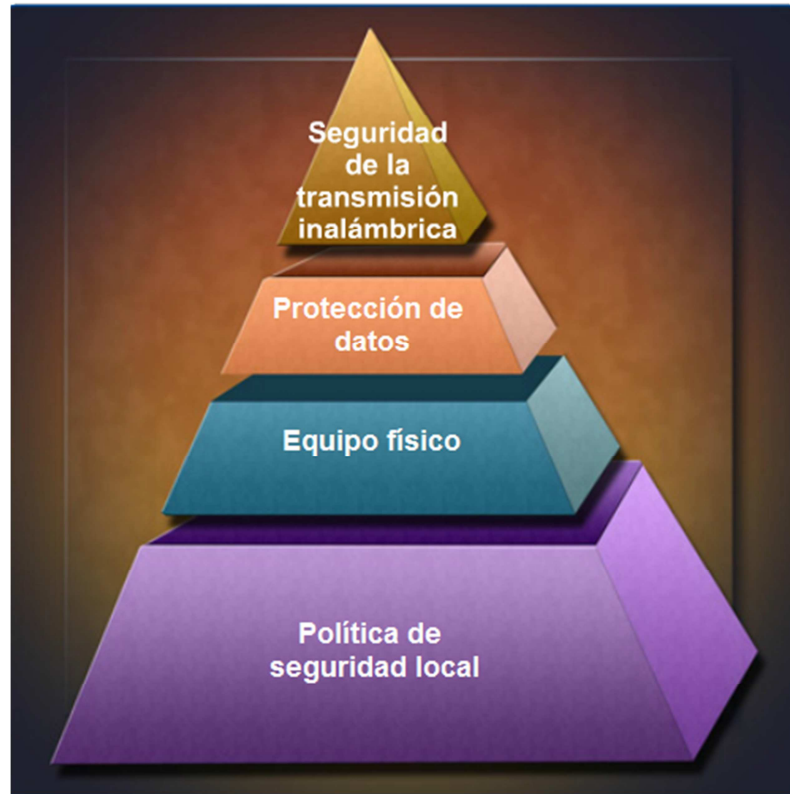 Seguridad
de la
transmisión
inalámbrica
Protección de
datos
Equipo físico
Política de
seguridad local